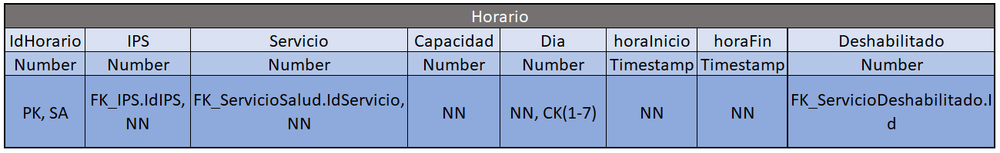 Horario
IdHorario IPS Servicio Capacidad Dia horaInicio horaFin Deshabilitado
Number Number Number Number Number Timestamp Timestamp Number
PK, SA FK_IPS.IdIPS, NN FK_ServicioSalud.IdServicio, NN NN NN, CK(1-7) NN NN FK_ServicioDeshabilitado.I d